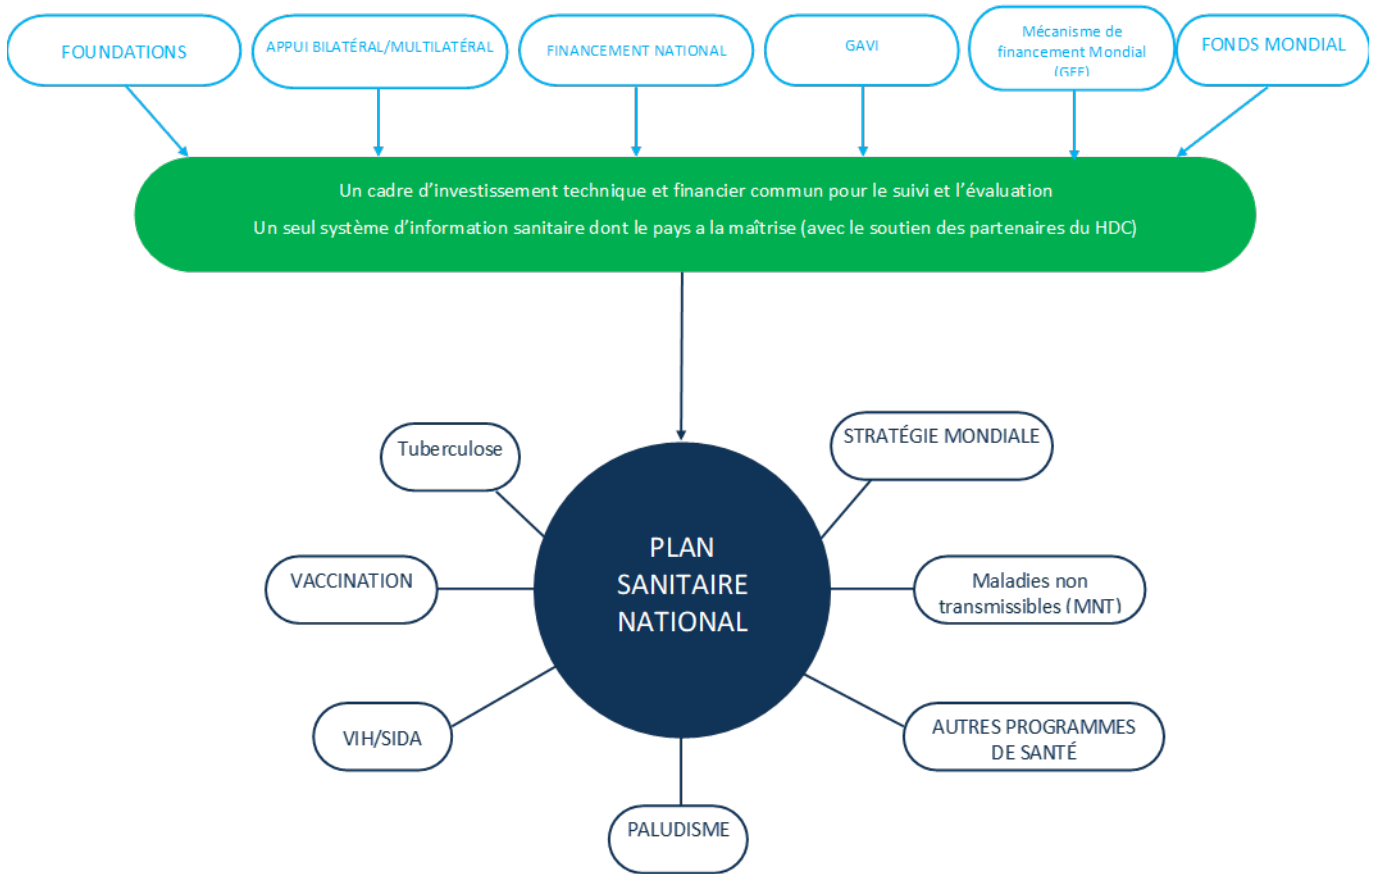 FOUNDATIONS
APPUI BILATÉRAL/MULTILATÉRAL
FINANCEMENT NATIONAL
GAVI
Mécanisme de
financement Mondial
(GFF)
FONDS MONDIAL
Un cadre d’investissement technique et financier commun pour le suivi et l’évaluation
Un seul système d’information sanitaire dont le pays a la maîtrise (avec le soutien des partenaires du HDC)
Tuberculose
STRATÉGIE MONDIALE
VACCINATION
PLAN
SANITAIRE
NATIONAL
Maladies non
transmissibles (MNT)
VIH/SIDA
AUTRES PROGRAMMES
DE SANTÉ
PALUDISME